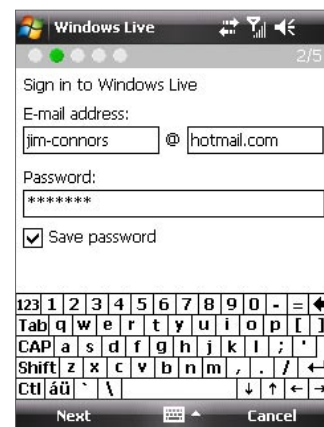 Windows Live
2/5
Sign in to Windows Live
E-mail address:
jim-connors @ hotmail.com
Password:
*******
Save password
123 1 2 3 4 5 6 7 8 9 0 - =
Tab q w e r t y u i o p [ ]
CAP a s d f g h j k l ; '
Shift z x c v b n m , . /
Ctl áü ` \
Next Cancel